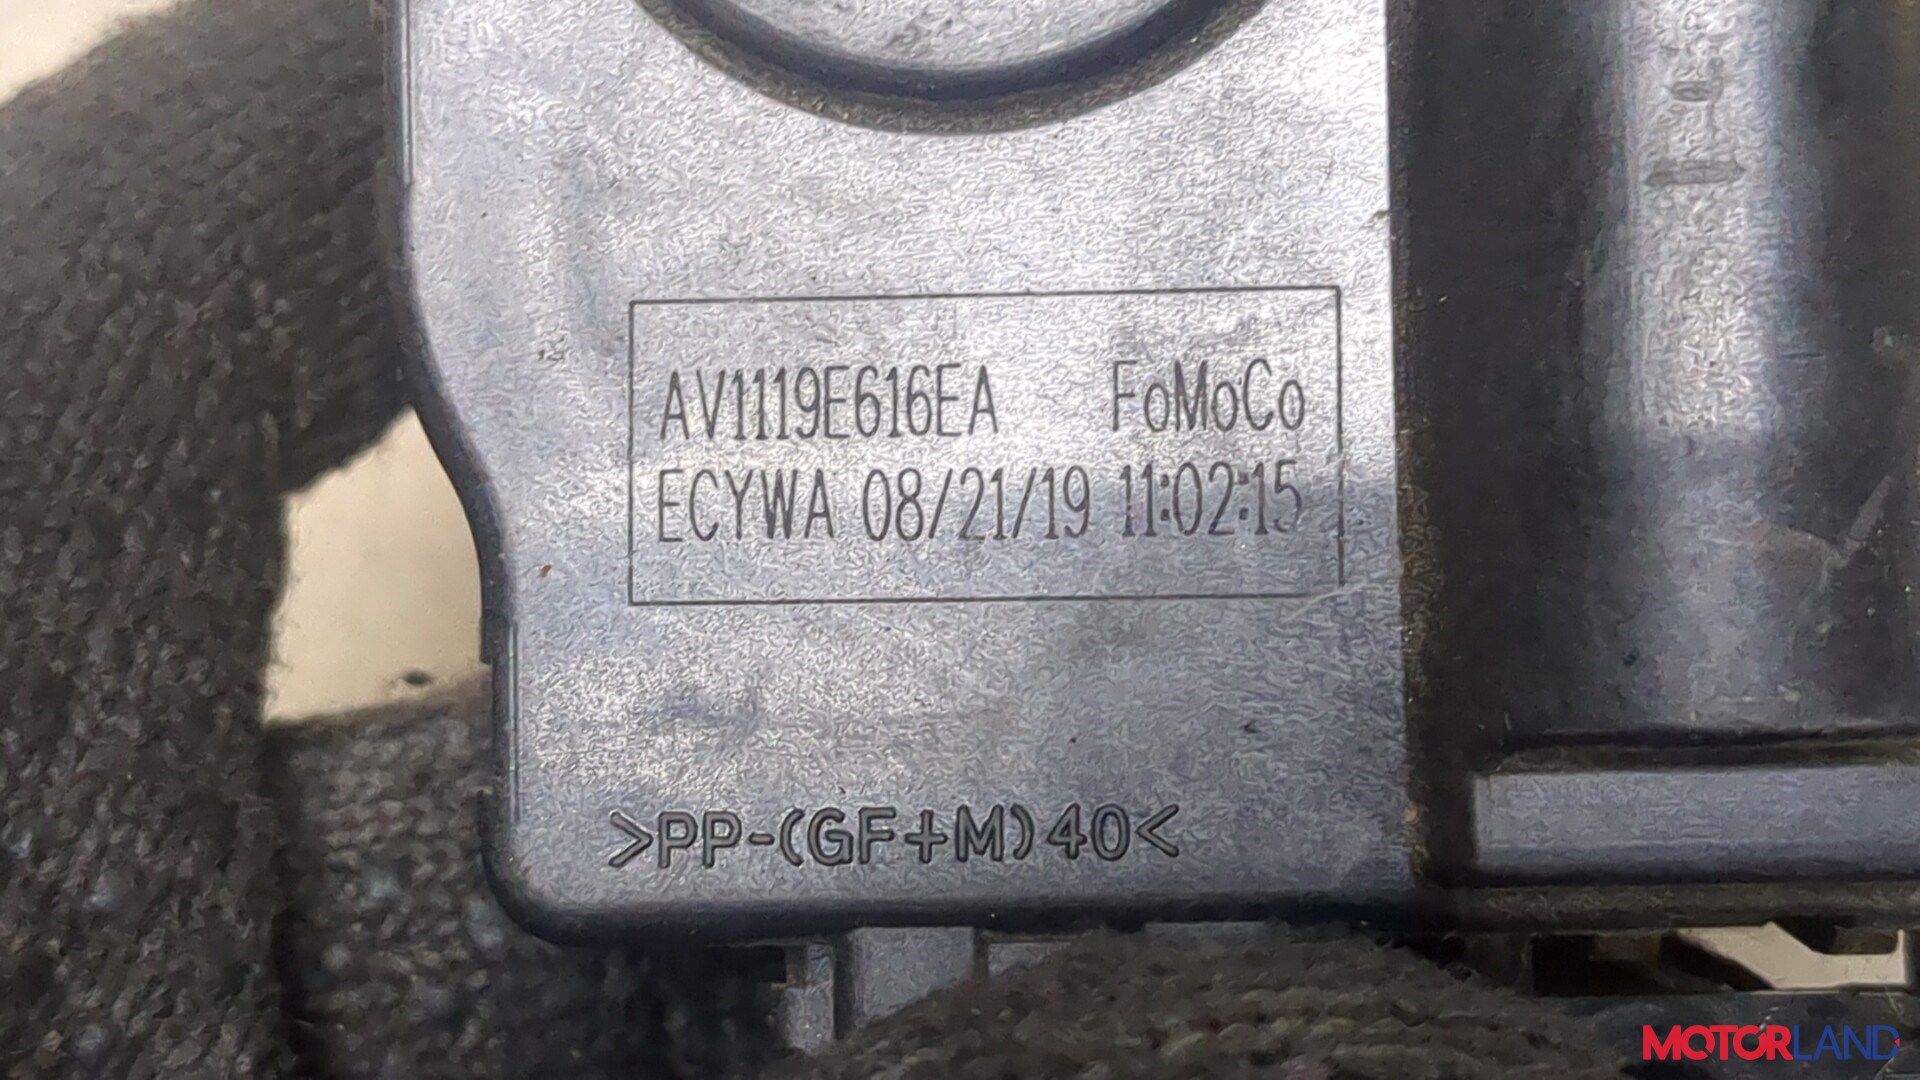 AV1119E616EA FoMoCo
ECYWA 08/21/19 11:02:15
>PP-(GF+M)40<
MOTORLAND